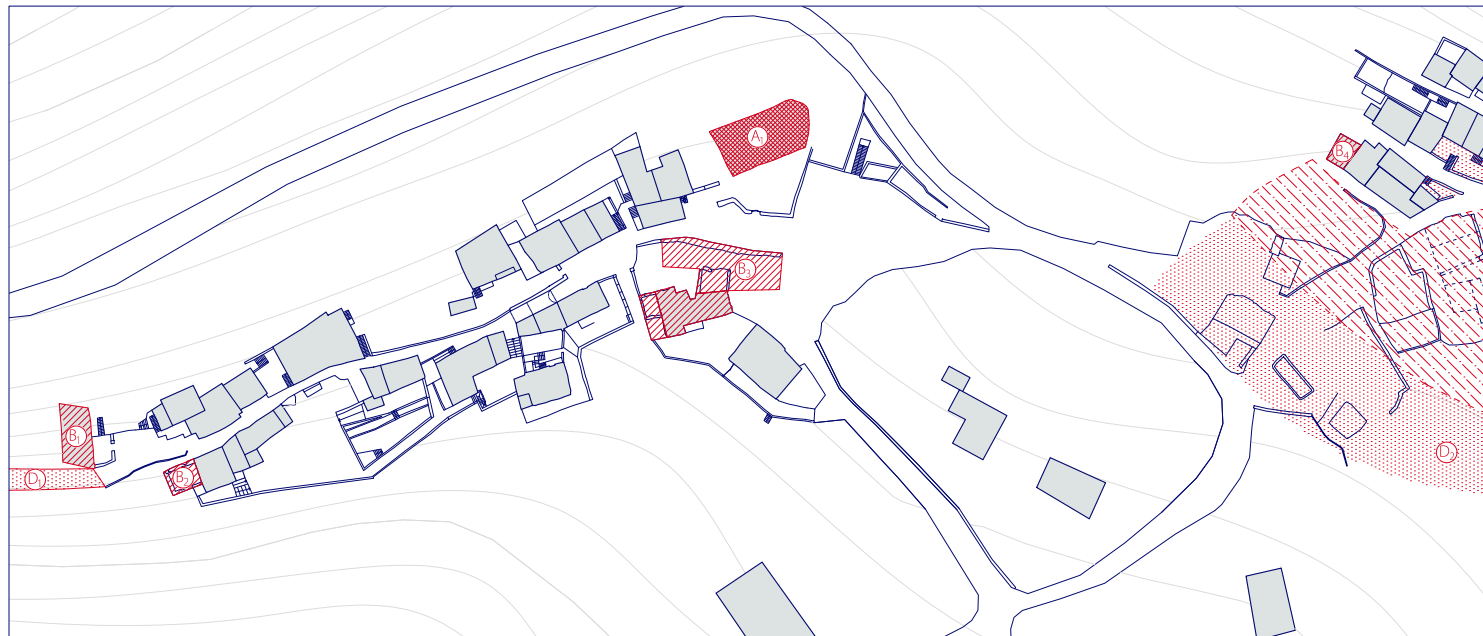 A₁
B₄
B₃
B₁
B₂
D₁
D₂